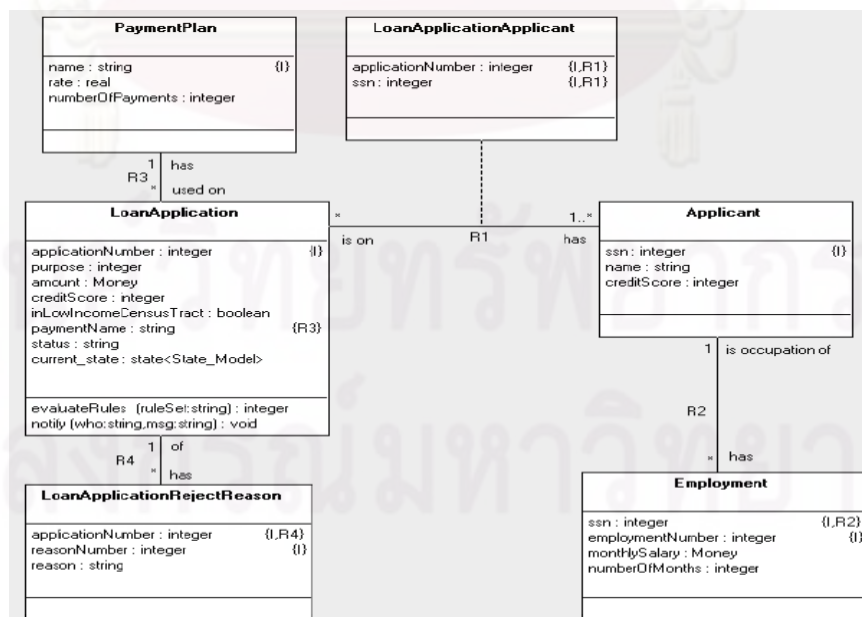 PaymentPlan
name : string {I}
rate : real
numberOfPayments : integer
LoanApplicationApplicant
applicationNumber : integer {I,R1}
ssn : integer {I,R1}
1 has
R3
* used on
LoanApplication
applicationNumber : integer {I}
purpose : integer
amount : Money
creditScore : integer
inLowIncomeCensusTract : boolean
paymentName : string {R3}
status : string
current_state : state<State_Model>
evaluateRules (ruleSet:string) : integer
notify (who:string,msg:string) : void
* 1..*
is on R1 has
Applicant
ssn : integer {I}
name : string
creditScore : integer
1 is occupation of
R2
* has
1 of
R4
* has
LoanApplicationRejectReason
applicationNumber : integer {I,R4}
reasonNumber : integer {I}
reason : string
Employment
ssn : integer {I,R2}
employmentNumber : integer {I}
monthlySalary : Money
numberOfMonths : integer